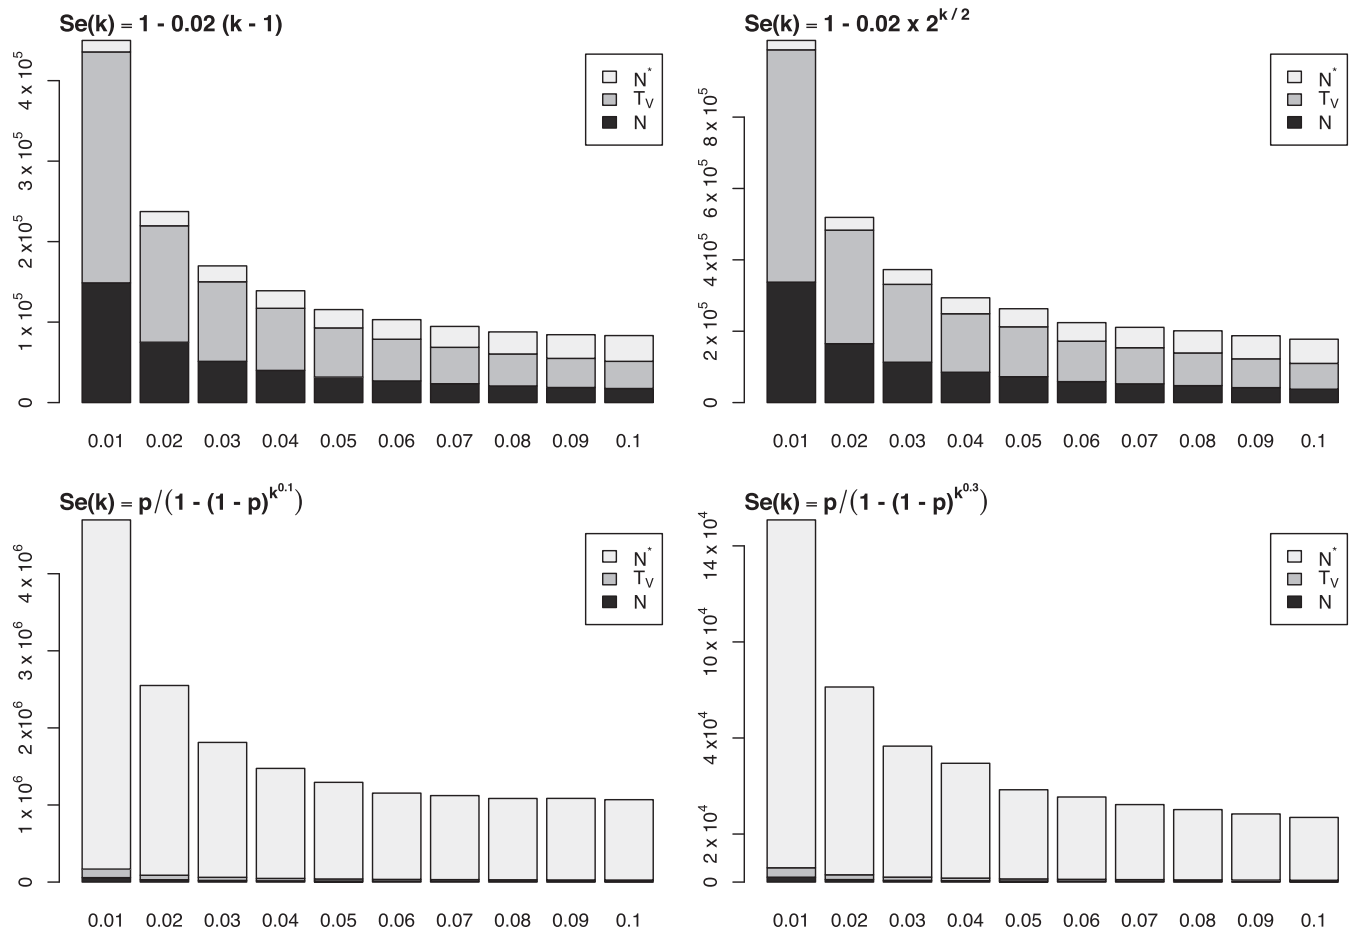 Se(k) = 1 - 0.02 (k - 1)
4 x 10^5
3 x 10^5
2 x10^5
1 x 10^5
0
N*
T_V
N
0.01 0.02 0.03 0.04 0.05 0.06 0.07 0.08 0.09 0.1
Se(k) = 1 - 0.02 x 2^(k / 2)
8 x 10^5
6 x 10^5
4 x10^5
2 x 10^5
0
N*
T_V
N
0.01 0.02 0.03 0.04 0.05 0.06 0.07 0.08 0.09 0.1
Se(k) = p/(1 - (1 - p)^k^0.1)
4 x 10^6
3 x 10^6
2 x10^6
1 x 10^6
0
N*
T_V
N
0.01 0.02 0.03 0.04 0.05 0.06 0.07 0.08 0.09 0.1
Se(k) = p/(1 - (1 - p)^k^0.3)
14 x 10^4
10 x 10^4
4 x10^4
2 x 10^4
0
N*
T_V
N
0.01 0.02 0.03 0.04 0.05 0.06 0.07 0.08 0.09 0.1